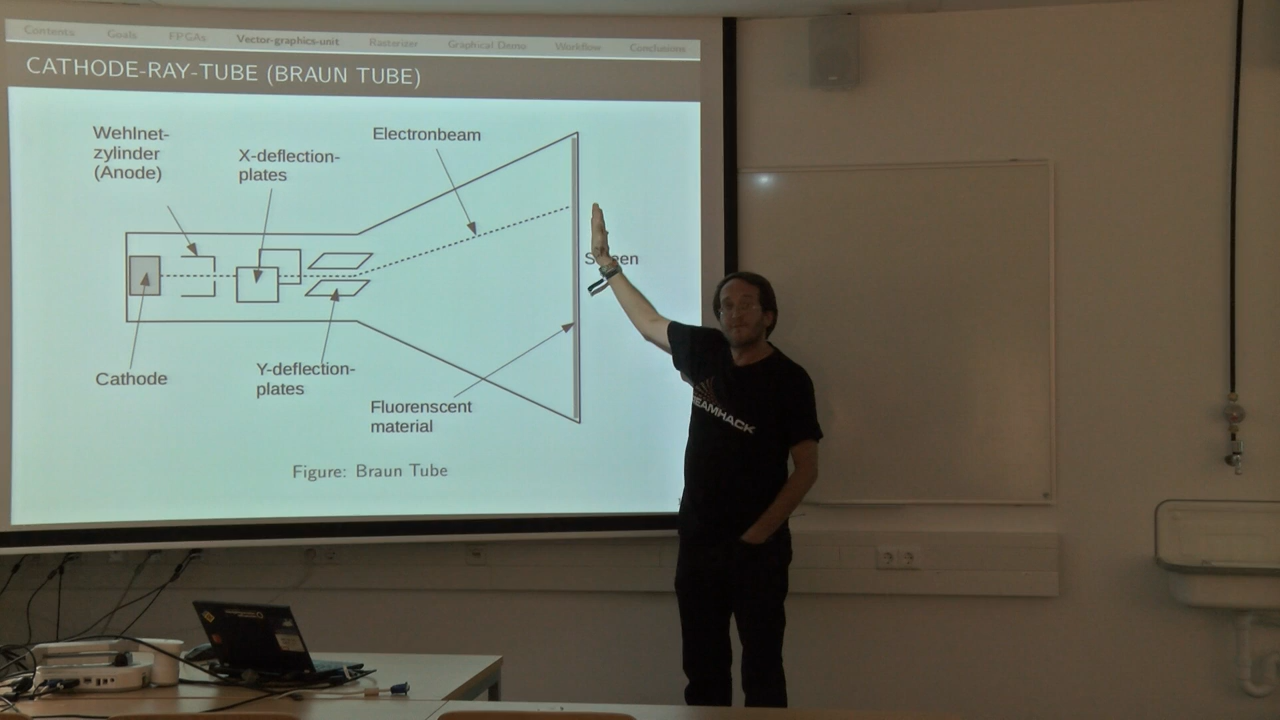 Contents Goals FPGAs Vector-graphics-unit Rasterizer Graphical Demo Workflow Conclusions
CATHODE-RAY-TUBE (BRAUN TUBE)
Wehlnet-
zylinder
(Anode)
X-deflection-
plates
Electronbeam
Cathode
Y-deflection-
plates
Fluorenscent
material
Figure: Braun Tube